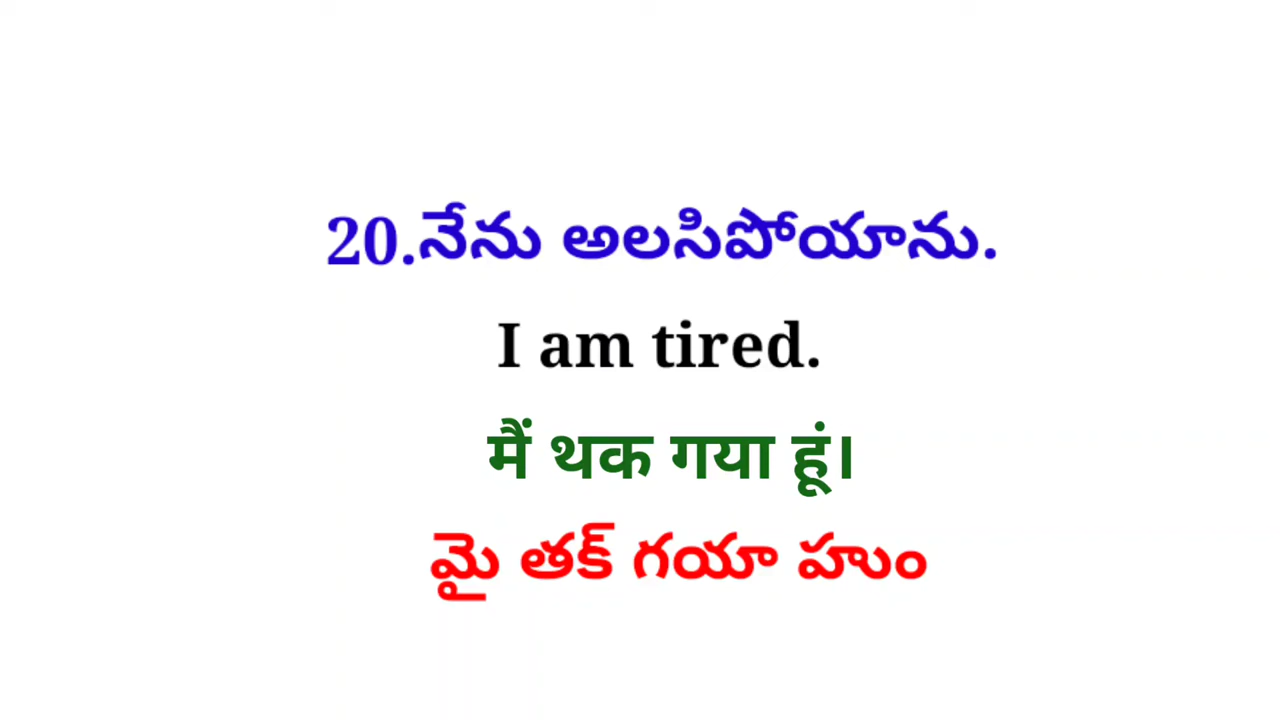 20.నేను అలసిపోయాను.
I am tired.
मैं थक गया हूं।
మై తక్ గయా హుం